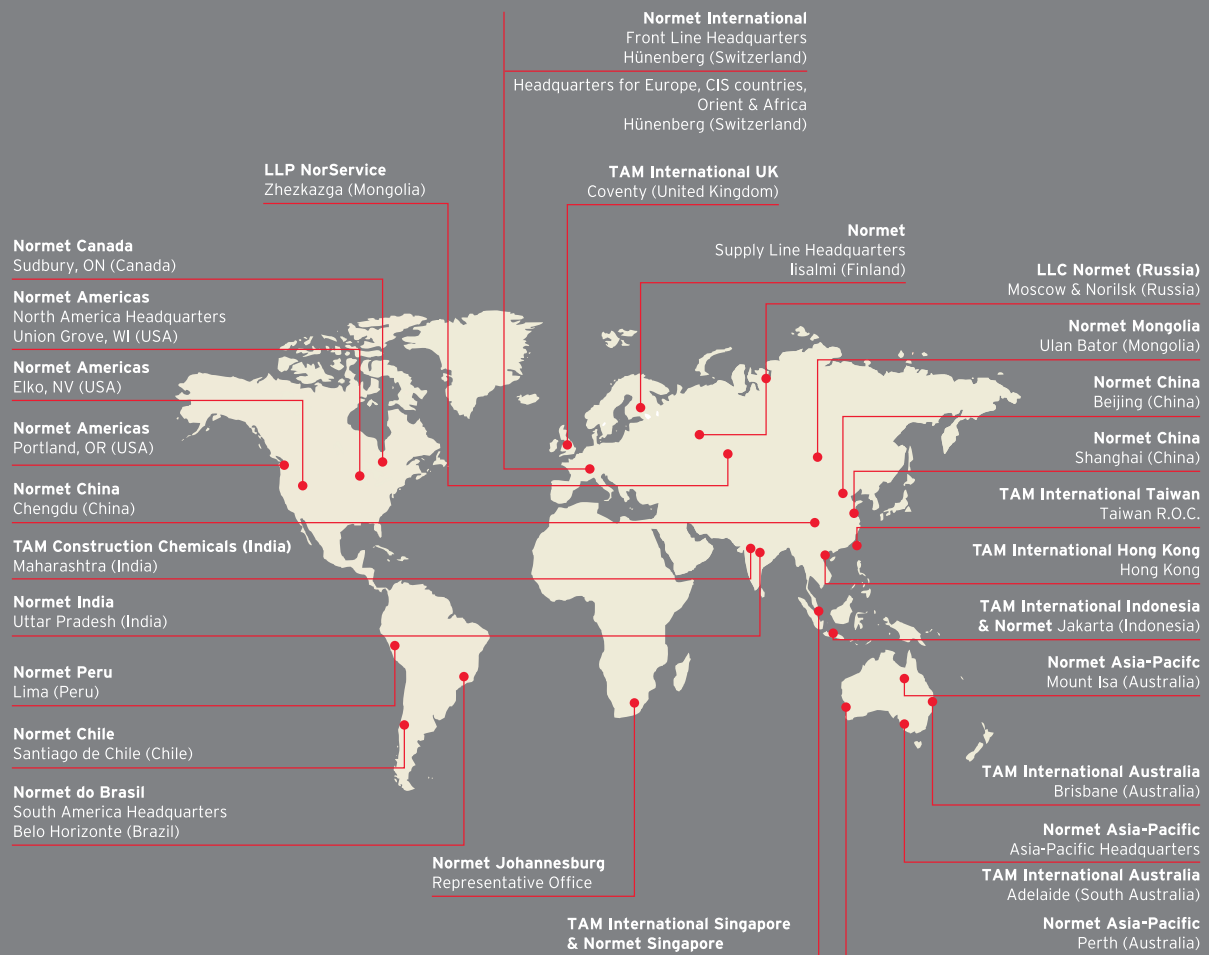 Normet International
Front Line Headquarters
Hünenberg (Switzerland)
Headquarters for Europe, CIS countries,
Orient & Africa
Hünenberg (Switzerland)
LLP NorService
Zhezkazga (Mongolia)
TAM International UK
Coventy (United Kingdom)
Normet
Supply Line Headquarters
Iisalmi (Finland)
Normet Canada
Sudbury, ON (Canada)
Normet Americas
North America Headquarters
Union Grove, WI (USA)
Normet Americas
Elko, NV (USA)
Normet Americas
Portland, OR (USA)
Normet China
Chengdu (China)
TAM Construction Chemicals (India)
Maharashtra (India)
Normet India
Uttar Pradesh (India)
Normet Peru
Lima (Peru)
Normet Chile
Santiago de Chile (Chile)
Normet do Brasil
South America Headquarters
Belo Horizonte (Brazil)
Normet Johannesburg
Representative Office
TAM International Singapore
& Normet Singapore
LLC Normet (Russia)
Moscow & Norilsk (Russia)
Normet Mongolia
Ulan Bator (Mongolia)
Normet China
Beijing (China)
Normet China
Shanghai (China)
TAM International Taiwan
Taiwan R.O.C.
TAM International Hong Kong
Hong Kong
TAM International Indonesia
& Normet Jakarta (Indonesia)
Normet Asia-Pacifc
Mount Isa (Australia)
TAM International Australia
Brisbane (Australia)
Normet Asia-Pacific
Asia-Pacific Headquarters
TAM International Australia
Adelaide (South Australia)
Normet Asia-Pacific
Perth (Australia)